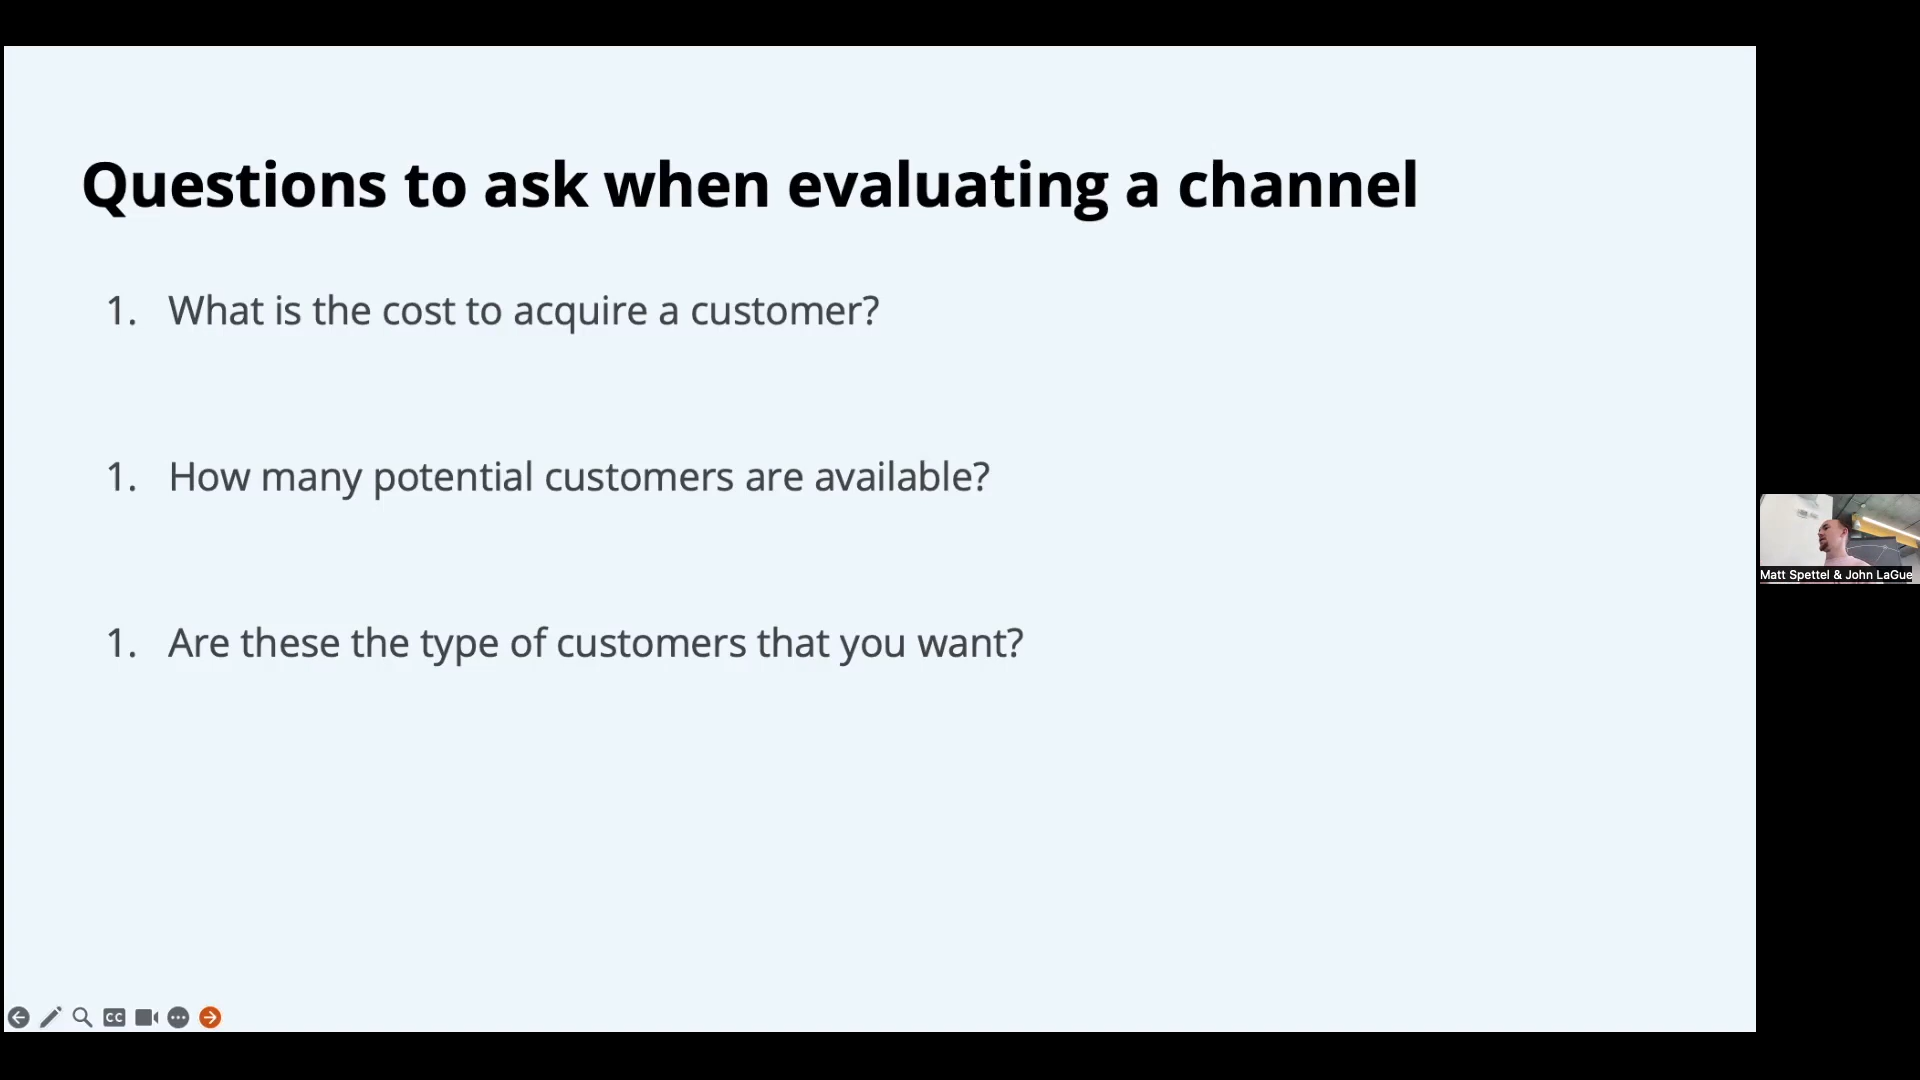 Questions to ask when evaluating a channel
1. What is the cost to acquire a customer?
1. How many potential customers are available?
1. Are these the type of customers that you want?
Matt Spettel & John LaGue
CC